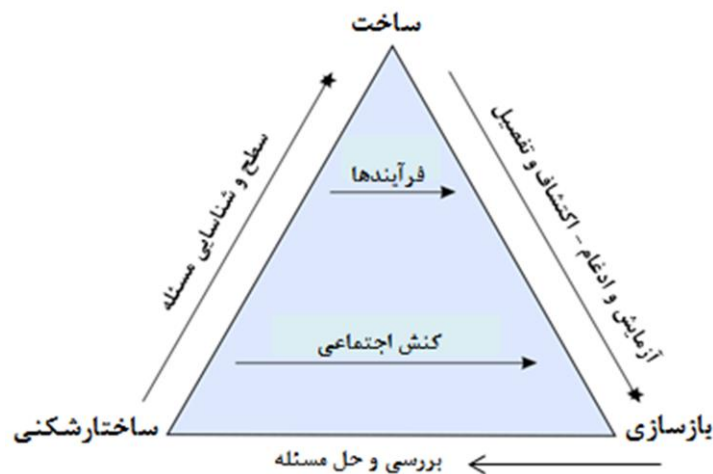 ساخت
سطح و شناسایی مسئله
آزمایش و ادغام - اکتشاف و تفصیل
فرآیندها
کنش اجتماعی
ساختارشکنی
بازسازی
بررسی و حل مسئله